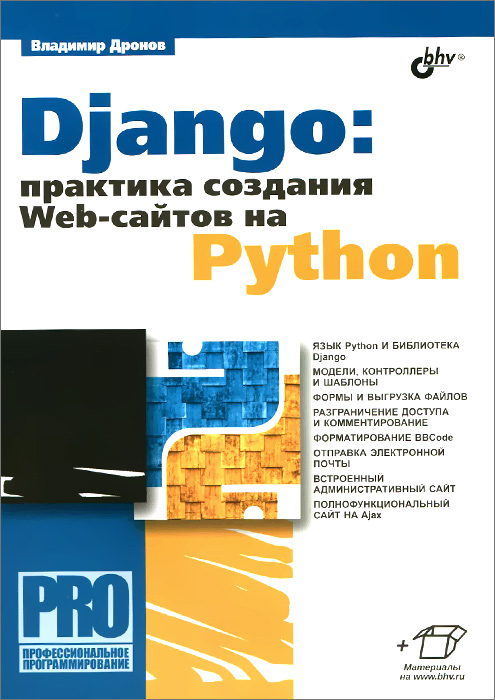 Владимир Дронов
bhv®
Django:
практика создания
Web-сайтов на
Python
ЯЗЫК Python И БИБЛИОТЕКА
Django
МОДЕЛИ, КОНТРОЛЛЕРЫ
И ШАБЛОНЫ
ФОРМЫ И ВЫГРУЗКА ФАЙЛОВ
РАЗГРАНИЧЕНИЕ ДОСТУПА
И КОММЕНТИРОВАНИЕ
ФОРМАТИРОВАНИЕ BBCode
ОТПРАВКА ЭЛЕКТРОННОЙ
ПОЧТЫ
ВСТРОЕННЫЙ
АДМИНИСТРАТИВНЫЙ САЙТ
ПОЛНОФУНКЦИОНАЛЬНЫЙ
САЙТ НА Ajax
PRO
ПРОФЕССИОНАЛЬНОЕ
ПРОГРАММИРОВАНИЕ
+
Материалы
на www.bhv.ru